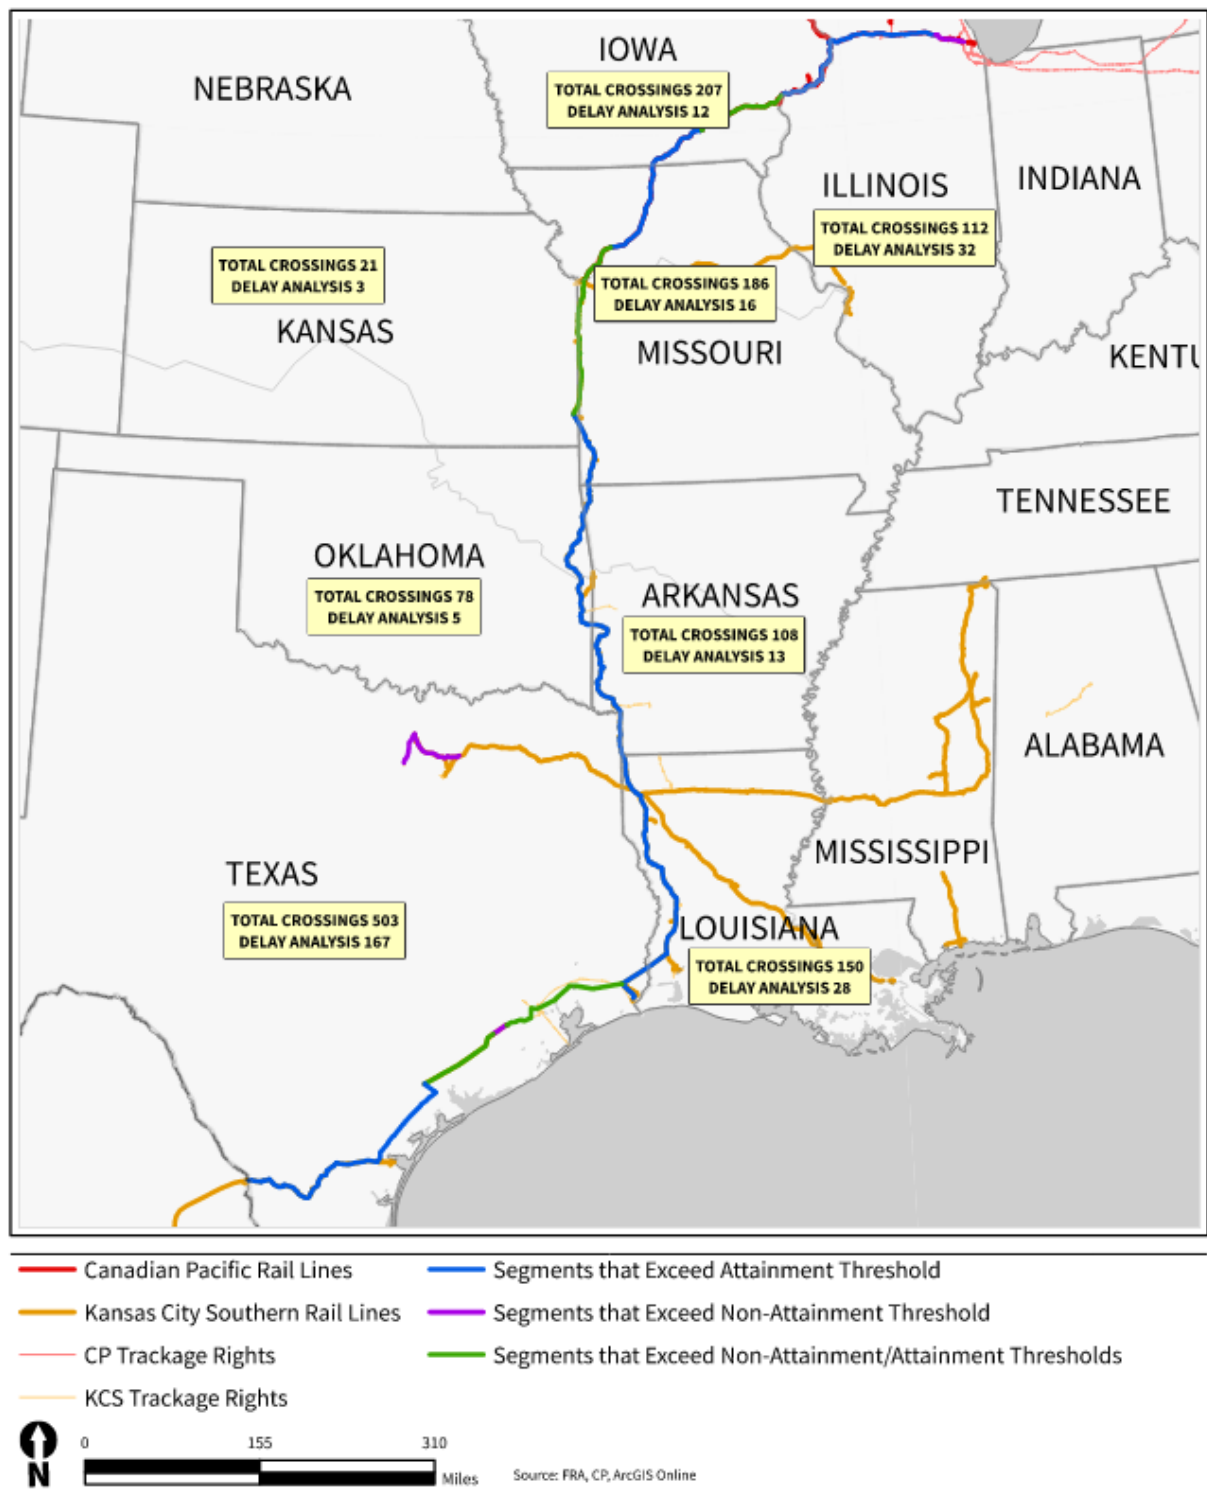 IOWA
TOTAL CROSSINGS 207
DELAY ANALYSIS 12
NEBRASKA
ILLINOIS
INDIANA
TOTAL CROSSINGS 112
DELAY ANALYSIS 32
TOTAL CROSSINGS 21
DELAY ANALYSIS 3
KANSAS
TOTAL CROSSINGS 186
DELAY ANALYSIS 16
MISSOURI
KENTU
TENNESSEE
OKLAHOMA
TOTAL CROSSINGS 78
DELAY ANALYSIS 5
ARKANSAS
TOTAL CROSSINGS 108
DELAY ANALYSIS 13
ALABAMA
MISSISSIPPI
TEXAS
TOTAL CROSSINGS 503
DELAY ANALYSIS 167
LOUISIANA
TOTAL CROSSINGS 150
DELAY ANALYSIS 28
Canadian Pacific Rail Lines
Kansas City Southern Rail Lines
CP Trackage Rights
KCS Trackage Rights
Segments that Exceed Attainment Threshold
Segments that Exceed Non-Attainment Threshold
Segments that Exceed Non-Attainment/Attainment Thresholds
N
0 155 310
Miles
Source: FRA, CP, ArcGIS Online